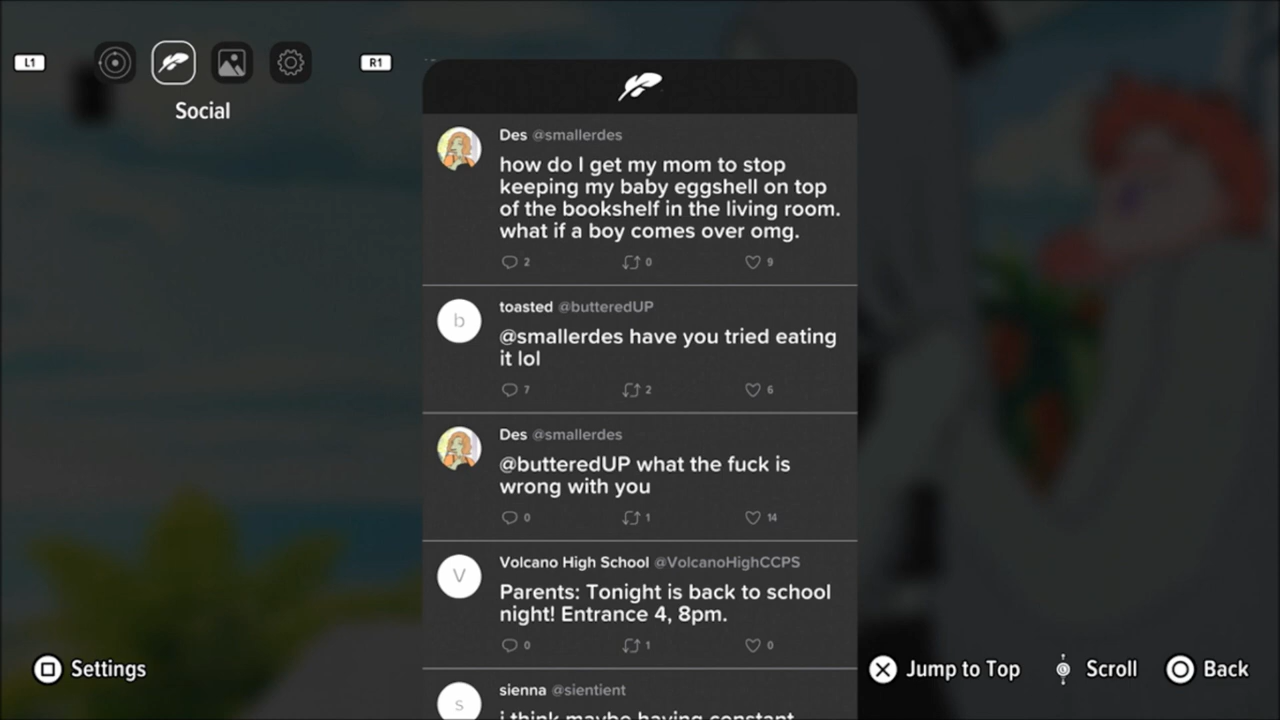 L1
R1
Social
Des @smallerdes
how do I get my mom to stop
keeping my baby eggshell on top
of the bookshelf in the living room.
what if a boy comes over omg.
2 0 9
b
toasted @butteredUP
@smallerdes have you tried eating
it lol
7 2 6
Des @smallerdes
@butteredUP what the fuck is
wrong with you
0 1 14
V
Volcano High School @VolcanoHighCCPS
Parents: Tonight is back to school
night! Entrance 4, 8pm.
0 1 0
s
sienna @sientient
i think maybe having constant
Settings
Jump to Top
Scroll
Back